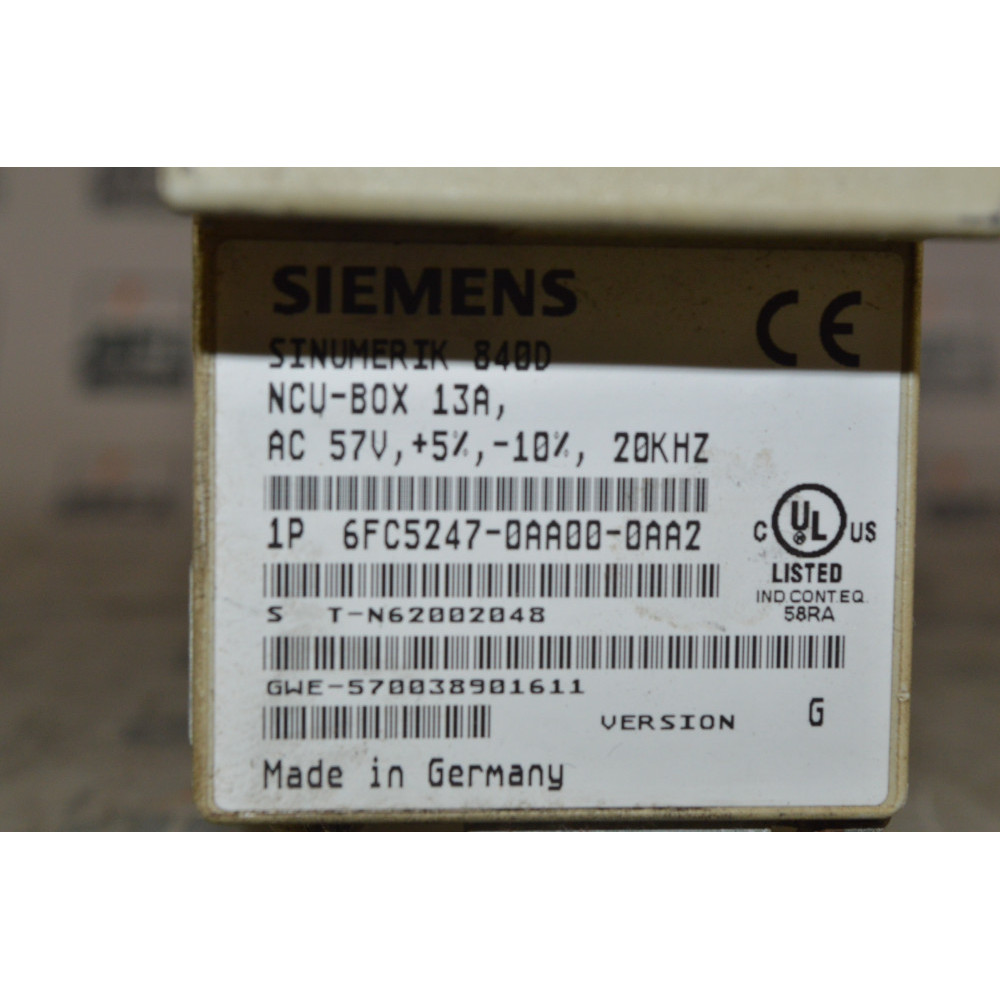 SIEMENS
CE
SINUMERIK 840D
NCU-BOX 13A,
AC 57V,+5%,-10%, 20KHZ
1P 6FC5247-0AA00-0AA2
C UL US
LISTED
IND.CONT.EQ.
58RA
S T-N62002048
GWE-570038901611
VERSION G
Made in Germany